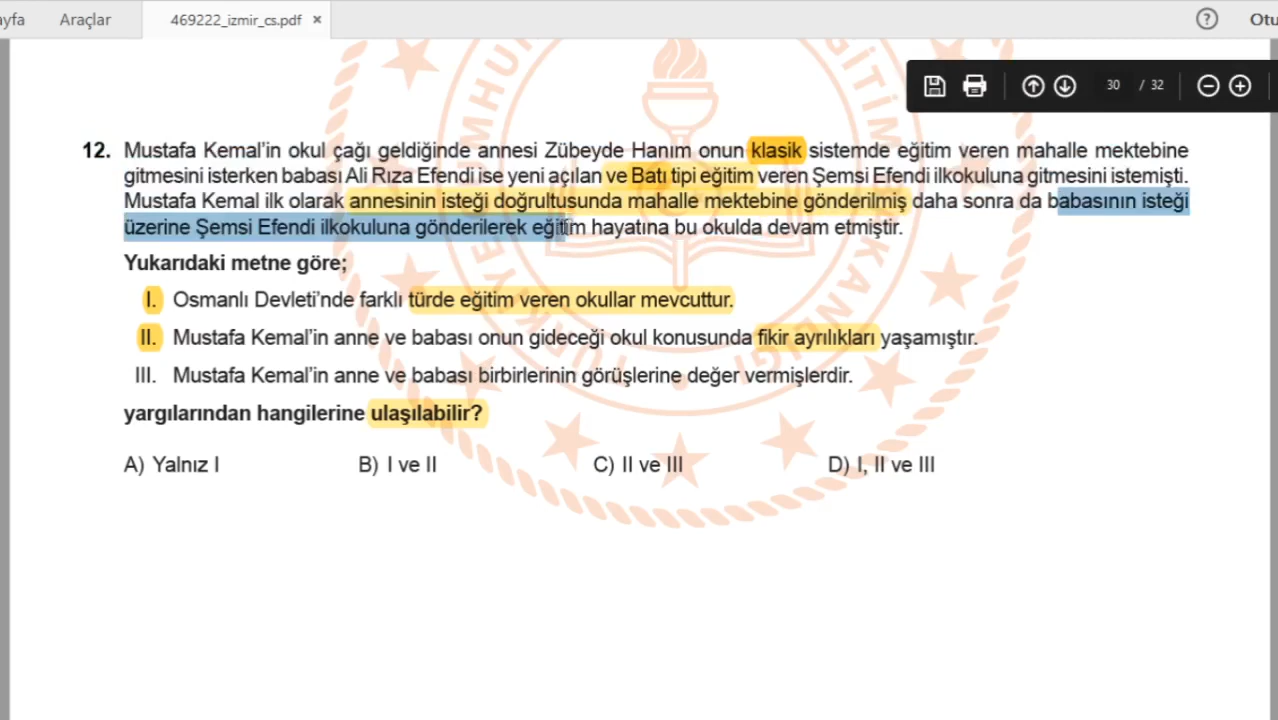 ayfa Araçlar 469222_izmir_cs.pdf × ? Otu
30 / 32
12. Mustafa Kemal'in okul çağı geldiğinde annesi Zübeyde Hanım onun klasik sistemde eğitim veren mahalle mektebine
gitmesini isterken babası Ali Rıza Efendi ise yeni açılan ve Batı tipi eğitim veren Şemsi Efendi ilkokuluna gitmesini istemişti.
Mustafa Kemal ilk olarak annesinin isteği doğrultusunda mahalle mektebine gönderilmiş daha sonra da babasının isteği
üzerine Şemsi Efendi ilkokuluna gönderilerek eğitim hayatına bu okulda devam etmiştir.
Yukarıdaki metne göre;
I. Osmanlı Devleti'nde farklı türde eğitim veren okullar mevcuttur.
II. Mustafa Kemal'in anne ve babası onun gideceği okul konusunda fikir ayrılıkları yaşamıştır.
III. Mustafa Kemal'in anne ve babası birbirlerinin görüşlerine değer vermişlerdir.
yargılarından hangilerine ulaşılabilir?
A) Yalnız I B) I ve II C) II ve III D) I, II ve III